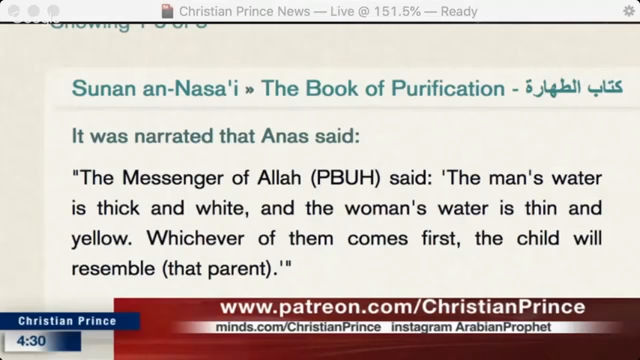 Christian Prince News — Live @ 151.5% — Ready
Sunan an-Nasa'i » The Book of Purification - كتاب الطهارة
It was narrated that Anas said:
"The Messenger of Allah (PBUH) said: 'The man's water
is thick and white, and the woman's water is thin and
yellow. Whichever of them comes first, the child will
resemble (that parent).'"
www.patreon.com/ChristianPrince
Christian Prince
minds.com/ChristianPrince instagram ArabianProphet
4:30